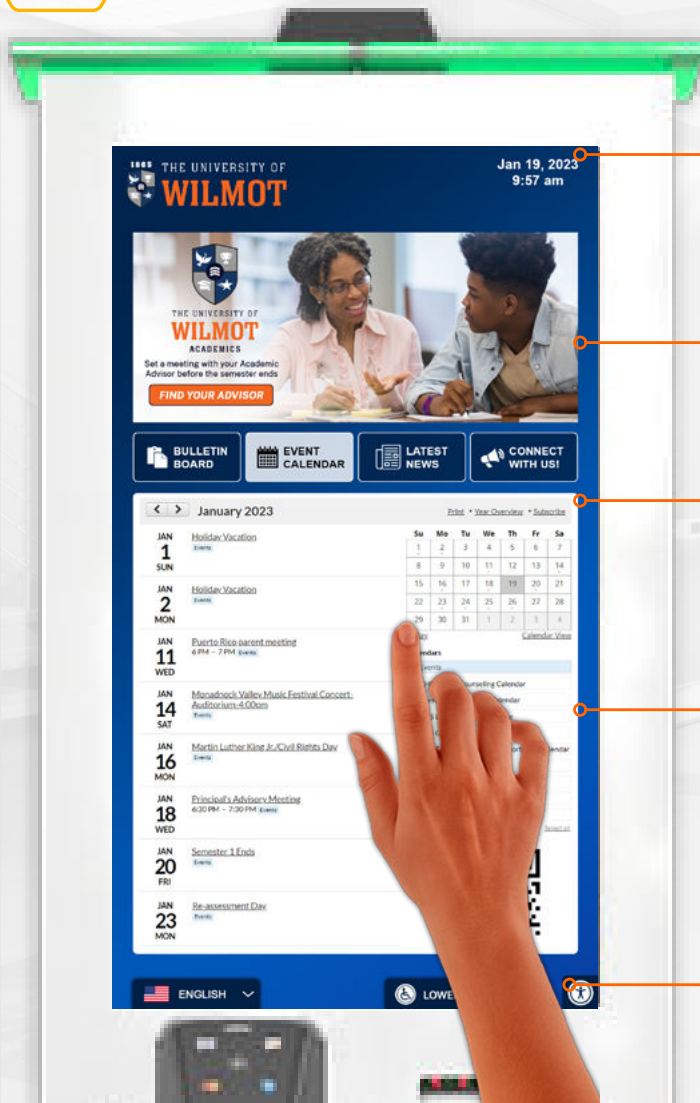 1865 THE UNIVERSITY OF
WILMOT
Jan 19, 2023
9:57 am
THE UNIVERSITY OF
WILMOT
ACADEMICS
Set a meeting with your Academic
Advisor before the semester ends
FIND YOUR ADVISOR
BULLETIN
BOARD
EVENT
CALENDAR
LATEST
NEWS
CONNECT
WITH US!
January 2023
Print • Year Overview • Subscribe
JAN
1
SUN
Holiday Vacation
Events
JAN
2
MON
Holiday Vacation
Events
JAN
11
WED
Puerto Rico parent meeting
6 PM – 7 PM Events
JAN
14
SAT
Monadnock Valley Music Festival Concert-
Auditorium-4:00om
Events
JAN
16
MON
Martin Luther King Jr./Civil Rights Day
Events
JAN
18
WED
Principal's Advisory Meeting
6:30 PM – 7:30 PM Events
JAN
20
FRI
Semester 1 Ends
Events
JAN
23
MON
Re-assessment Day
Events
Su Mo Tu We Th Fr Sa
1 2 3 4 5 6 7
8 9 10 11 12 13 14
15 16 17 18 19 20 21
22 23 24 25 26 27 28
29 30 31 1 2 3 4
Calendar View
Calendar
Select all
ENGLISH